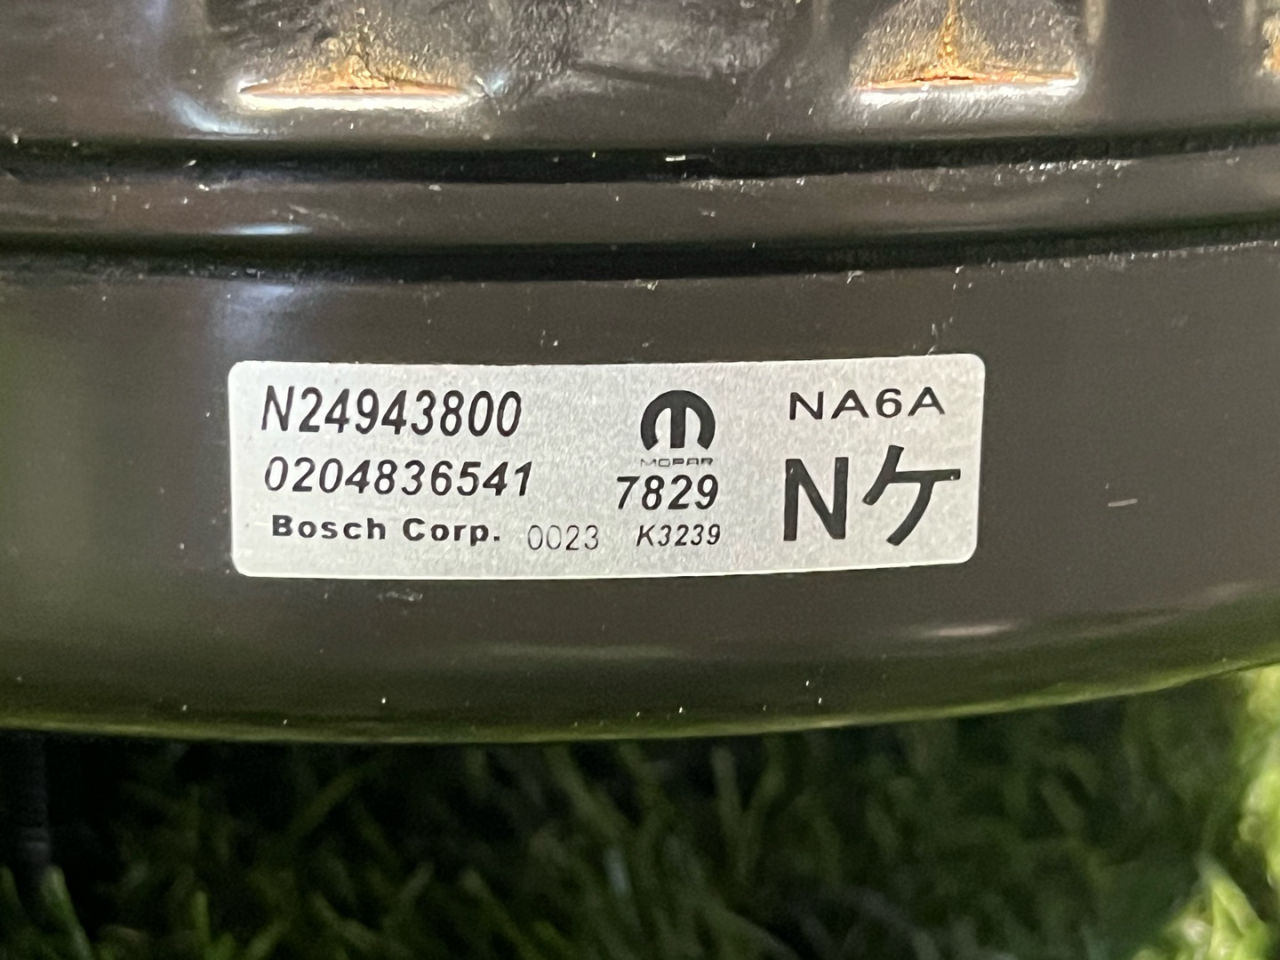 N24943800
0204836541
Bosch Corp. 0023
MOPAR
7829
K3239
NA6A
Nケ